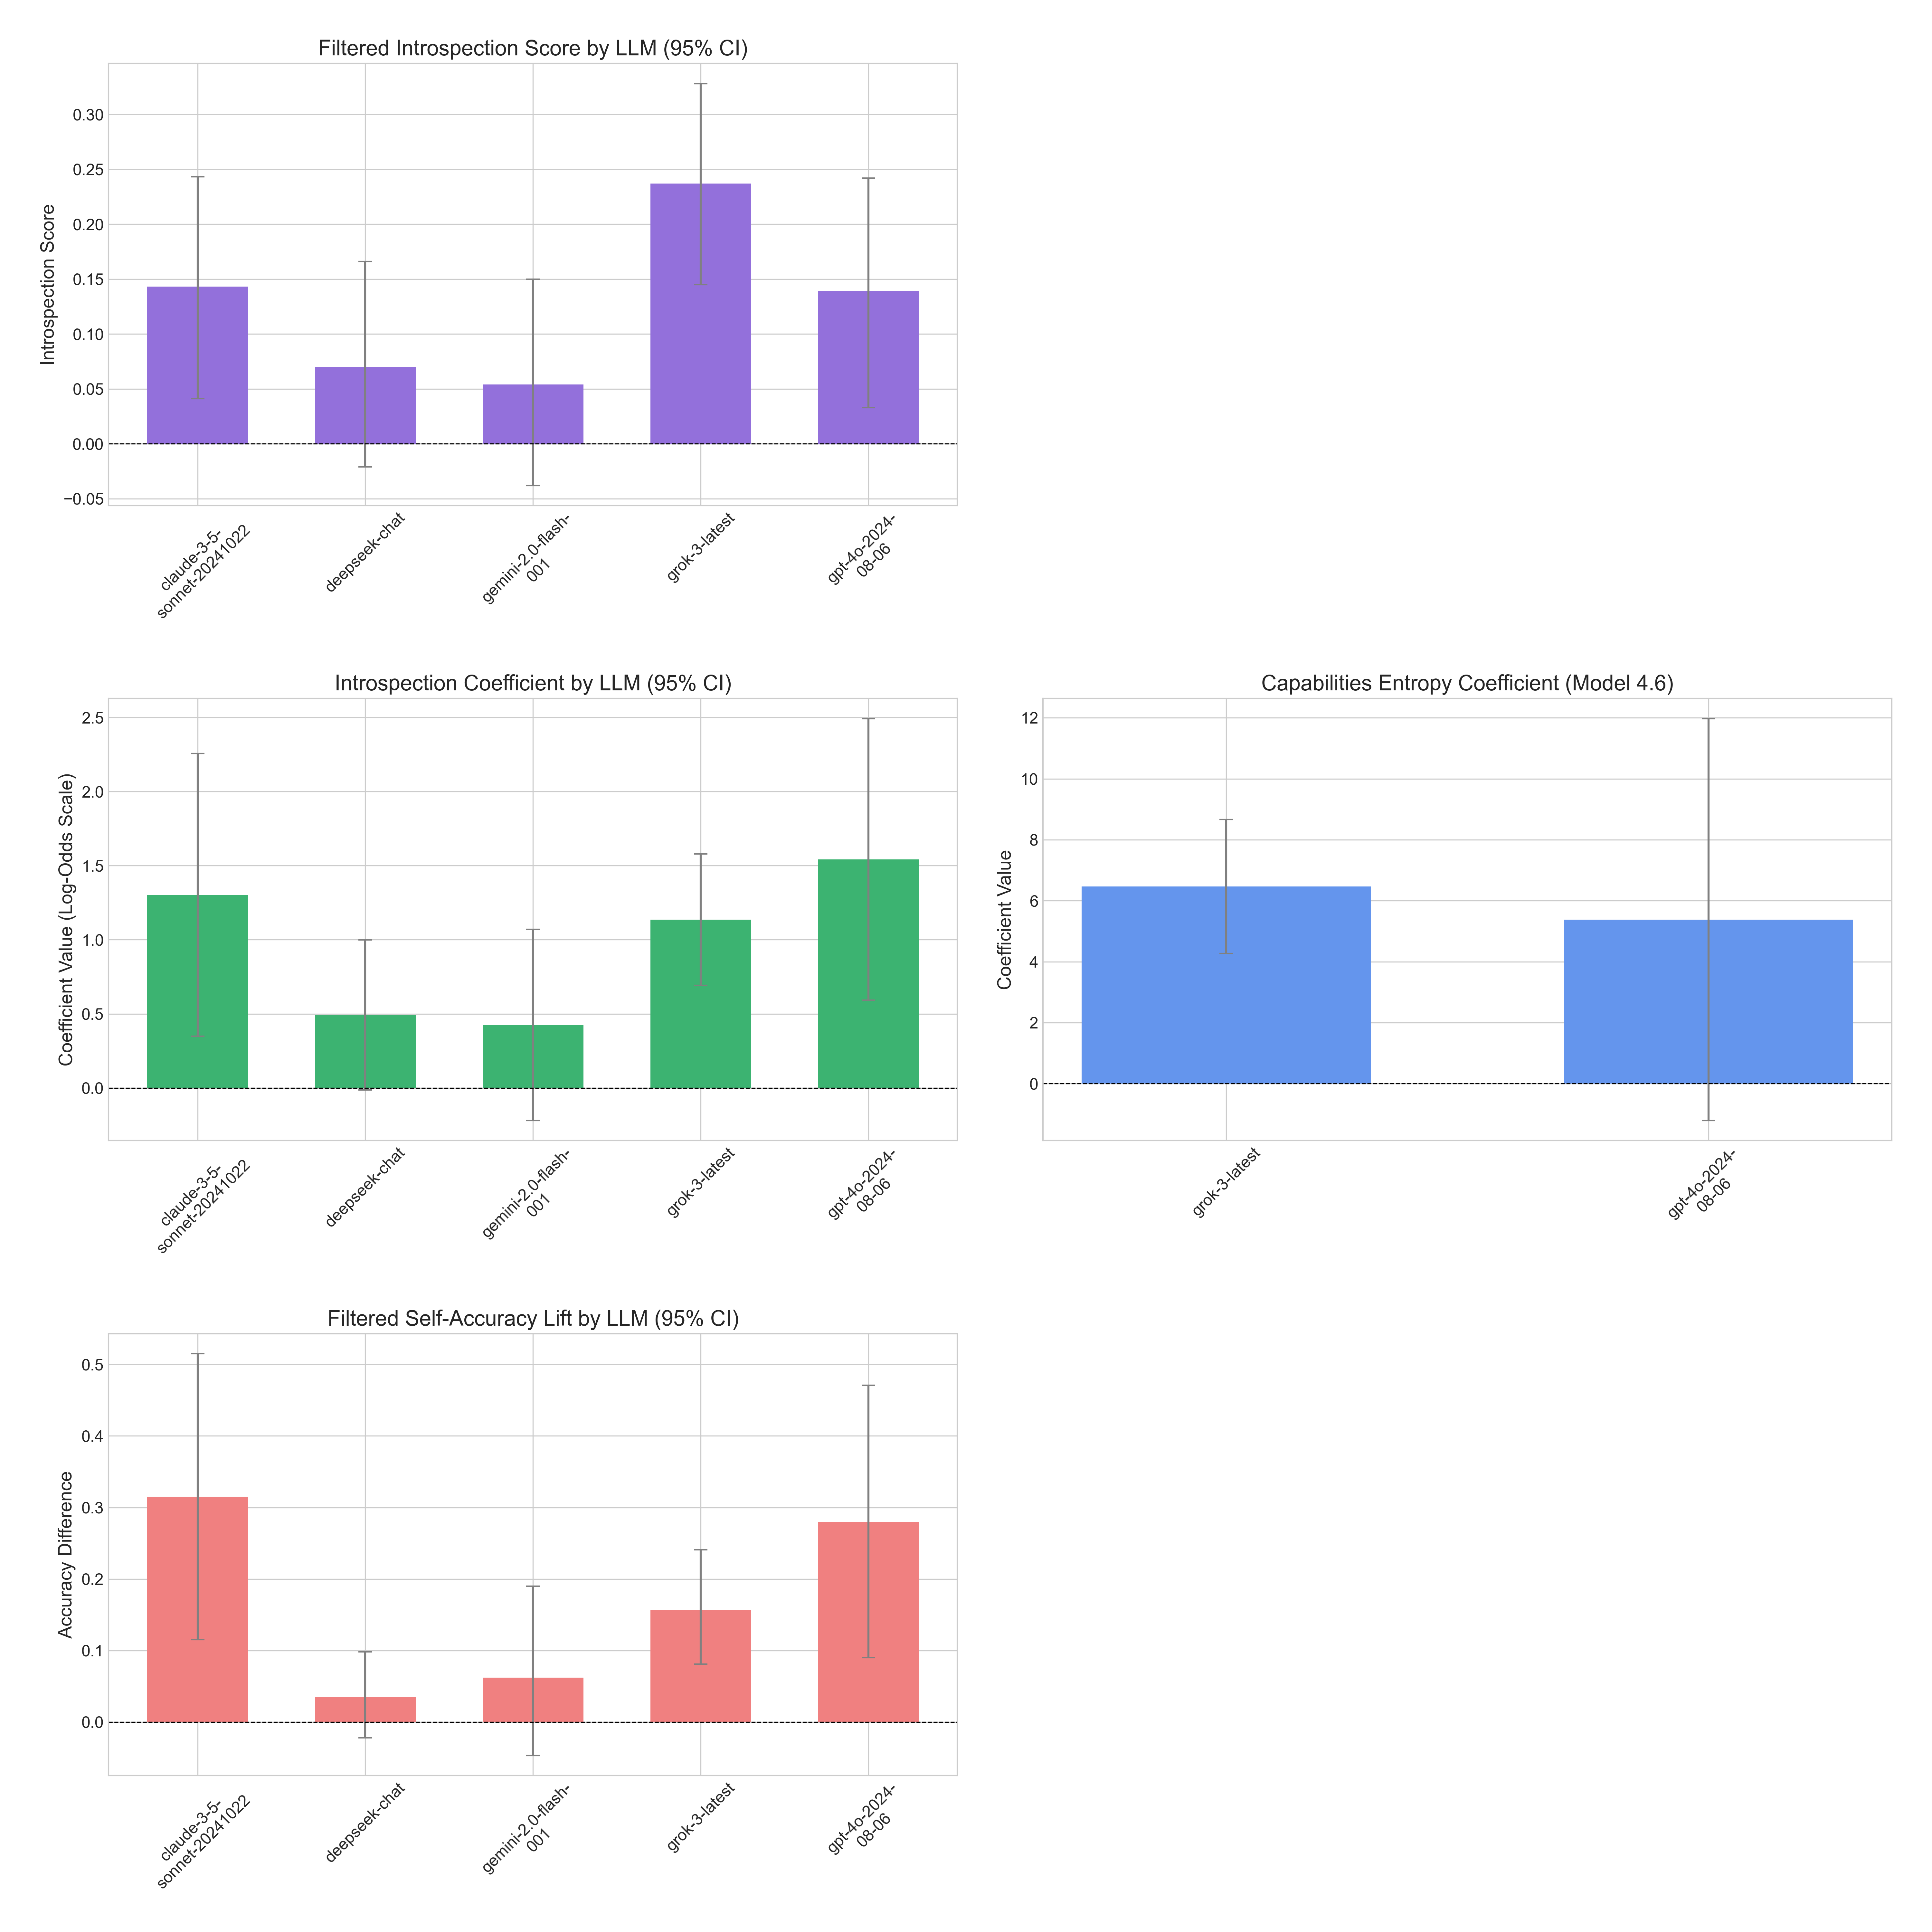 Filtered Introspection Score by LLM (95% CI)
Introspection Score
0.30
0.25
0.20
0.15
0.10
0.05
0.00
−0.05
claude-3-5-
sonnet-20241022
deepseek-chat
gemini-2.0-flash-
001
grok-3-latest
gpt-4o-2024-
08-06
Introspection Coefficient by LLM (95% CI)
Coefficient Value (Log-Odds Scale)
2.5
2.0
1.5
1.0
0.5
0.0
claude-3-5-
sonnet-20241022
deepseek-chat
gemini-2.0-flash-
001
grok-3-latest
gpt-4o-2024-
08-06
Capabilities Entropy Coefficient (Model 4.6)
Coefficient Value
12
10
8
6
4
2
0
grok-3-latest
gpt-4o-2024-
08-06
Filtered Self-Accuracy Lift by LLM (95% CI)
Accuracy Difference
0.5
0.4
0.3
0.2
0.1
0.0
claude-3-5-
sonnet-20241022
deepseek-chat
gemini-2.0-flash-
001
grok-3-latest
gpt-4o-2024-
08-06